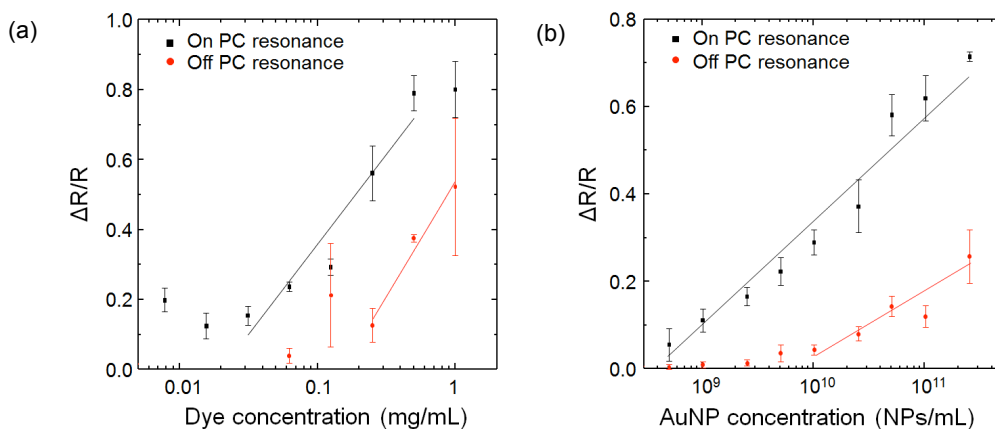 (a)
On PC resonance
Off PC resonance
ΔR/R
1.0
0.8
0.6
0.4
0.2
0.0
0.01
0.1
1
Dye concentration (mg/mL)
(b)
On PC resonance
Off PC resonance
ΔR/R
0.8
0.6
0.4
0.2
0.0
10⁹
10¹⁰
10¹¹
AuNP concentration (NPs/mL)